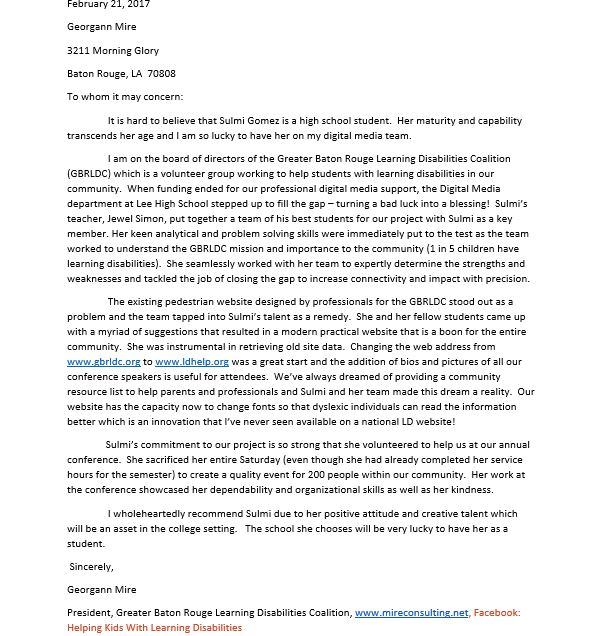 February 21, 2017
Georgann Mire
3211 Morning Glory
Baton Rouge, LA  70808
To whom it may concern:
It is hard to believe that Sulmi Gomez is a high school student.  Her maturity and capability
transcends her age and I am so lucky to have her on my digital media team.
I am on the board of directors of the Greater Baton Rouge Learning Disabilities Coalition
(GBRLDC) which is a volunteer group working to help students with learning disabilities in our
community.  When funding ended for our professional digital media support, the Digital Media
department at Lee High School stepped up to fill the gap – turning a bad luck into a blessing!  Sulmi's
teacher, Jewel Simon, put together a team of his best students for our project with Sulmi as a key
member. Her keen analytical and problem solving skills were immediately put to the test as the team
worked to understand the GBRLDC mission and importance to the community (1 in 5 children have
learning disabilities).  She seamlessly worked with her team to expertly determine the strengths and
weaknesses and tackled the job of closing the gap to increase connectivity and impact with precision.
The existing pedestrian website designed by professionals for the GBRLDC stood out as a
problem and the team tapped into Sulmi's talent as a remedy.  She and her fellow students came up
with a myriad of suggestions that resulted in a modern practical website that is a boon for the entire
community.  She was instrumental in retrieving old site data.  Changing the web address from
www.gbrldc.org to www.ldhelp.org was a great start and the addition of bios and pictures of all our
conference speakers is useful for attendees.  We've always dreamed of providing a community
resource list to help parents and professionals and Sulmi and her team made this dream a reality.  Our
website has the capacity now to change fonts so that dyslexic individuals can read the information
better which is an innovation that I've never seen available on a national LD website!
Sulmi's commitment to our project is so strong that she volunteered to help us at our annual
conference.  She sacrificed her entire Saturday (even though she had already completed her service
hours for the semester) to create a quality event for 200 people within our community.  Her work at
the conference showcased her dependability and organizational skills as well as her kindness.
I wholeheartedly recommend Sulmi due to her positive attitude and creative talent which
will be an asset in the college setting.   The school she chooses will be very lucky to have her as a
student.
Sincerely,
Georgann Mire
President, Greater Baton Rouge Learning Disabilities Coalition, www.mireconsulting.net, Facebook:
Helping Kids With Learning Disabilities